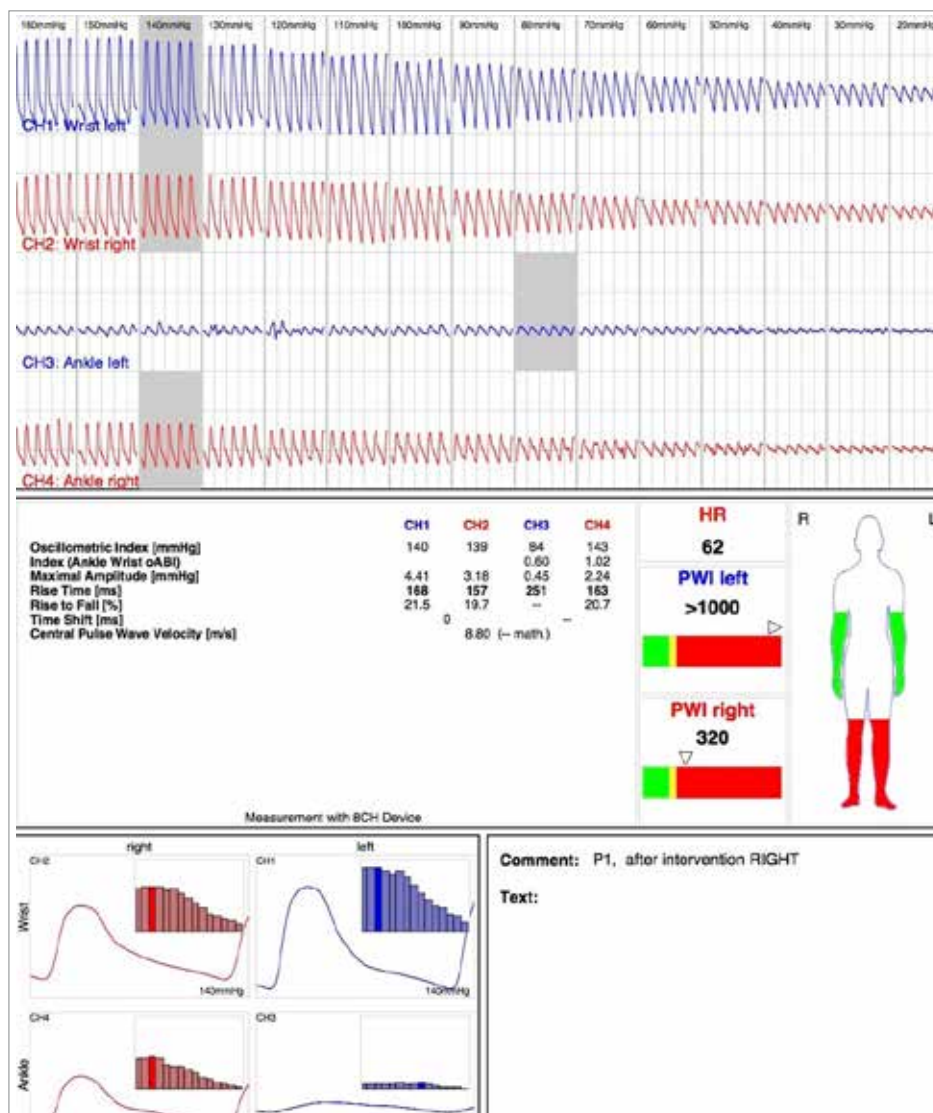 160mmHg 150mmHg 140mmHg 130mmHg 120mmHg 110mmHg 100mmHg 90mmHg 80mmHg 70mmHg 60mmHg 50mmHg 40mmHg 30mmHg 20mmHg
CH1: Wrist left
CH2: Wrist right
CH3: Ankle left
CH4: Ankle right
CH1 CH2 CH3 CH4
Oscillometric Index [mmHg] 140 139 84 143
Index (Ankle Wrist oABI) 0.60 1.02
Maximal Amplitude [mmHg] 4.41 3.18 0.45 2.24
Rise Time [ms] 168 157 251 163
Rise to Fall [%] 21.5 19.7 -- 20.7
Time Shift [ms] 0 --
Central Pulse Wave Velocity [m/s] 8.80 (-- math.)
Measurement with 8CH Device
HR
62
PWI left
>1000
PWI right
320
R L
right left
Wrist
CH2 CH1
140mmHg 140mmHg
Ankle
CH4 CH3
Comment: P1, after intervention RIGHT
Text: